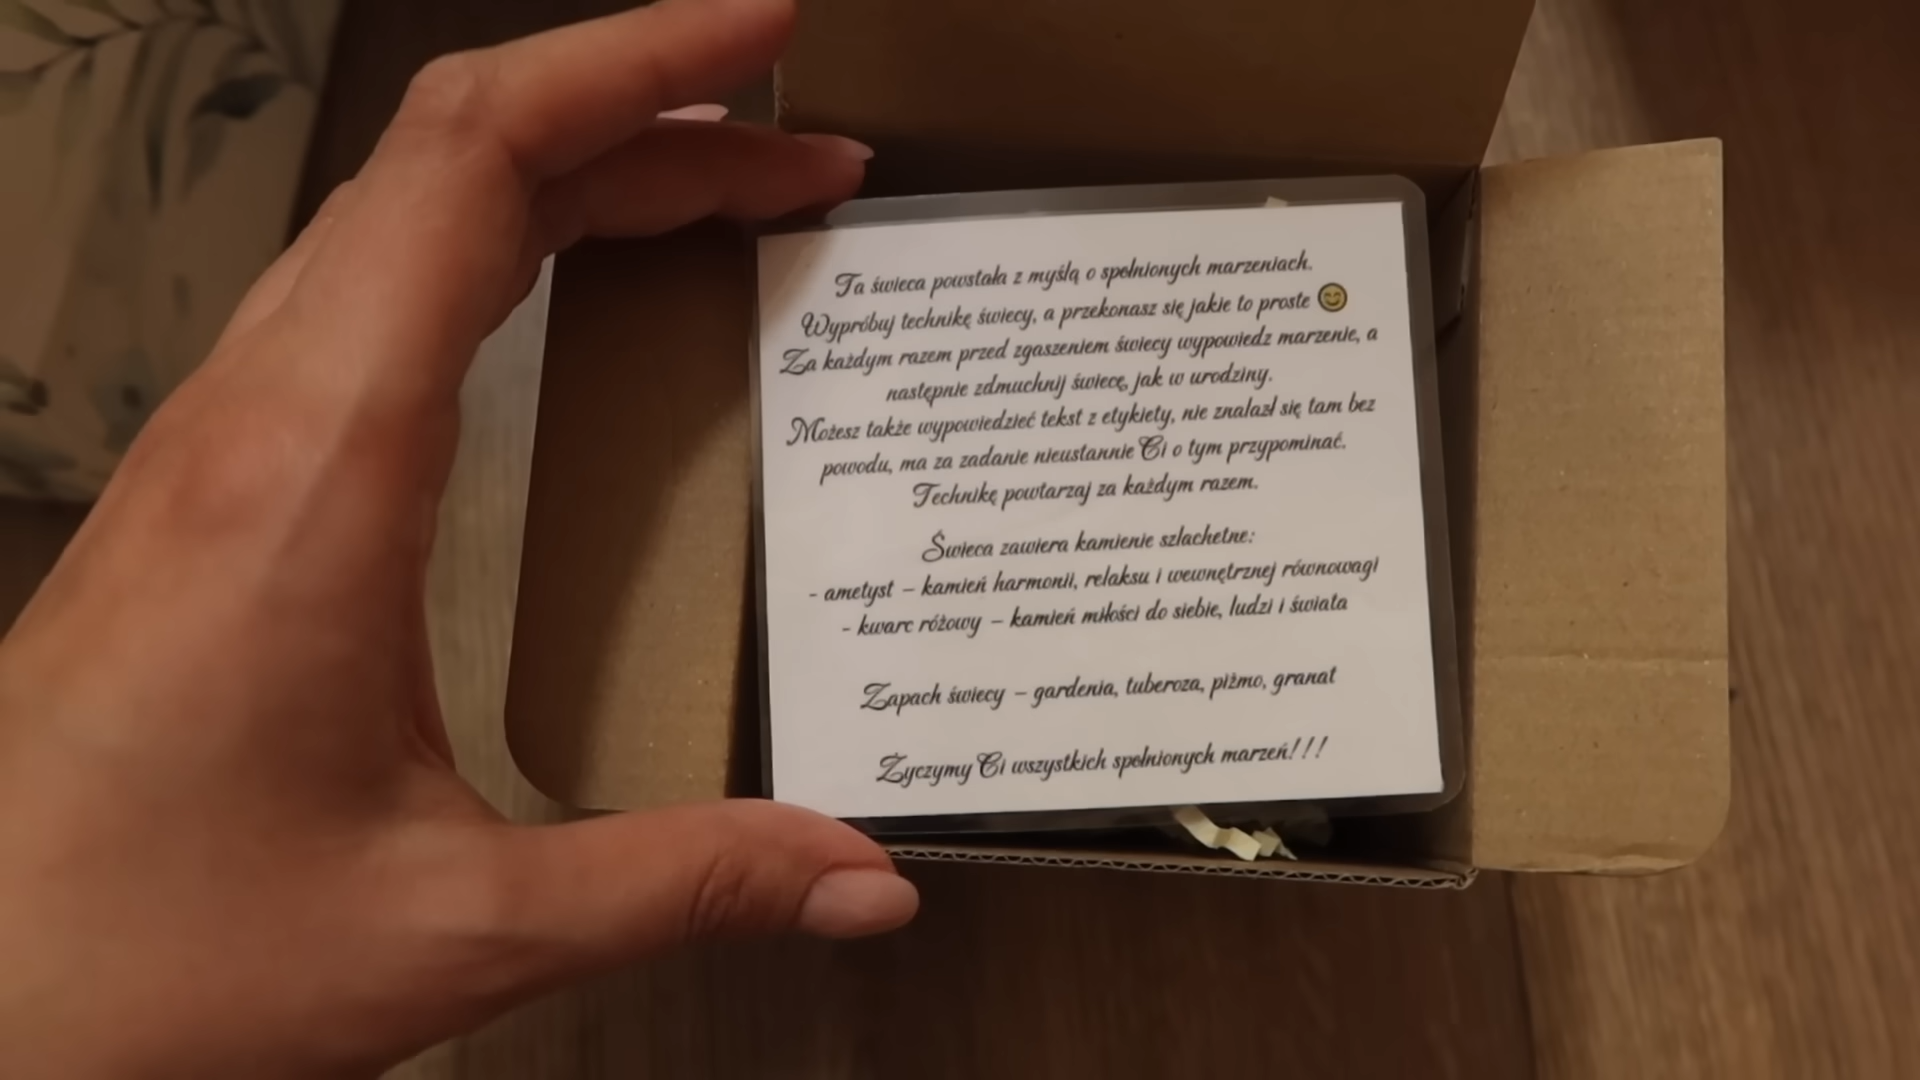 Ta świeca powstała z myślą o spełnionych marzeniach.
Wypróbuj technikę świecy, a przekonasz się jakie to proste 😊
Za każdym razem przed zgaszeniem świecy wypowiedz marzenie, a
następnie zdmuchnij świecę, jak w urodziny.
Możesz także wypowiedzieć tekst z etykiety, nie znalazł się tam bez
powodu, ma za zadanie nieustannie Ci o tym przypominać.
Technikę powtarzaj za każdym razem.
Świeca zawiera kamienie szlachetne:
- ametyst – kamień harmonii, relaksu i wewnętrznej równowagi
- kwarc różowy – kamień miłości do siebie, ludzi i świata
Zapach świecy – gardenia, tuberoza, piżmo, granat
Życzymy Ci wszystkich spełnionych marzeń!!!